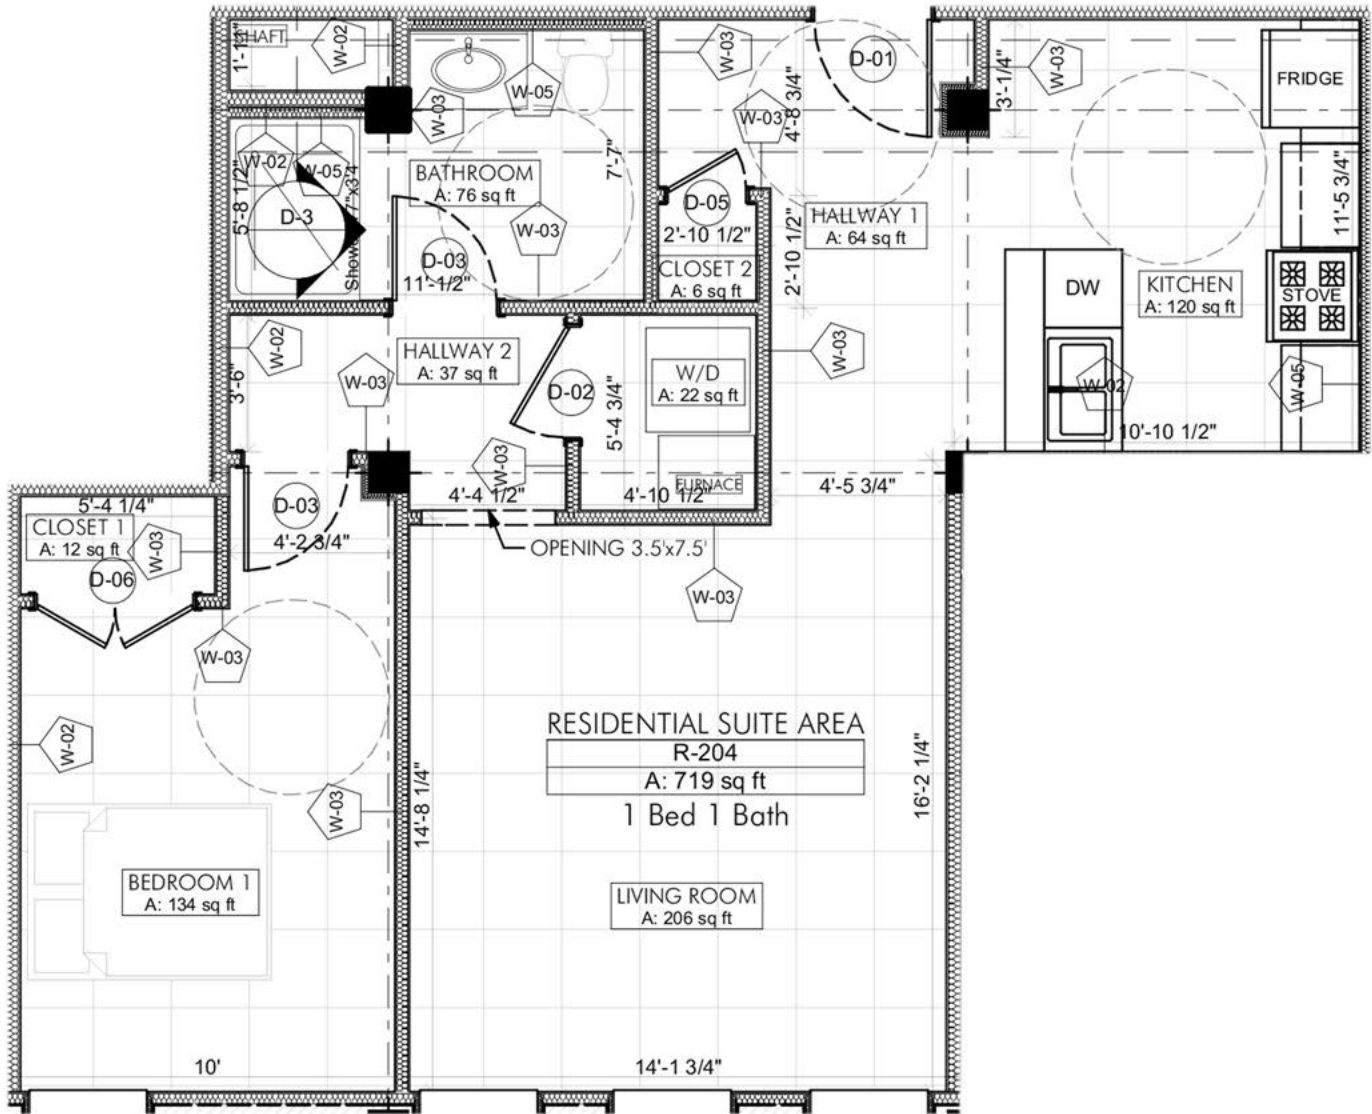 SHAFT
1'-1"
W-02
W-03
W-05
W-03
D-01
W-03
3'-1/4"
FRIDGE
W-03
4'-8 3/4"
BATHROOM
A: 76 sq ft
7'-7"
W-02
W-05
5'-8 1/2"
D-3
D-05
2'-10 1/2"
2'-10 1/2"
HALLWAY 1
A: 64 sq ft
11'-5 3/4"
W-03
D-03
11'-1/2"
CLOSET 2
A: 6 sq ft
DW
KITCHEN
A: 120 sq ft
STOVE
W-02
HALLWAY 2
A: 37 sq ft
W-03
3'-6"
W-03
D-02
W/D
A: 22 sq ft
5'-4 3/4"
W-02
W-05
10'-10 1/2"
W-03
FURNACE
4'-4 1/2"
4'-10 1/2"
4'-5 3/4"
5'-4 1/4"
CLOSET 1
A: 12 sq ft
W-03
D-03
4'-2 3/4"
OPENING 3.5'x7.5'
D-06
W-03
W-03
RESIDENTIAL SUITE AREA
R-204
A: 719 sq ft
1 Bed 1 Bath
W-02
W-03
14'-8 1/4"
16'-2 1/4"
BEDROOM 1
A: 134 sq ft
LIVING ROOM
A: 206 sq ft
10'
14'-1 3/4"